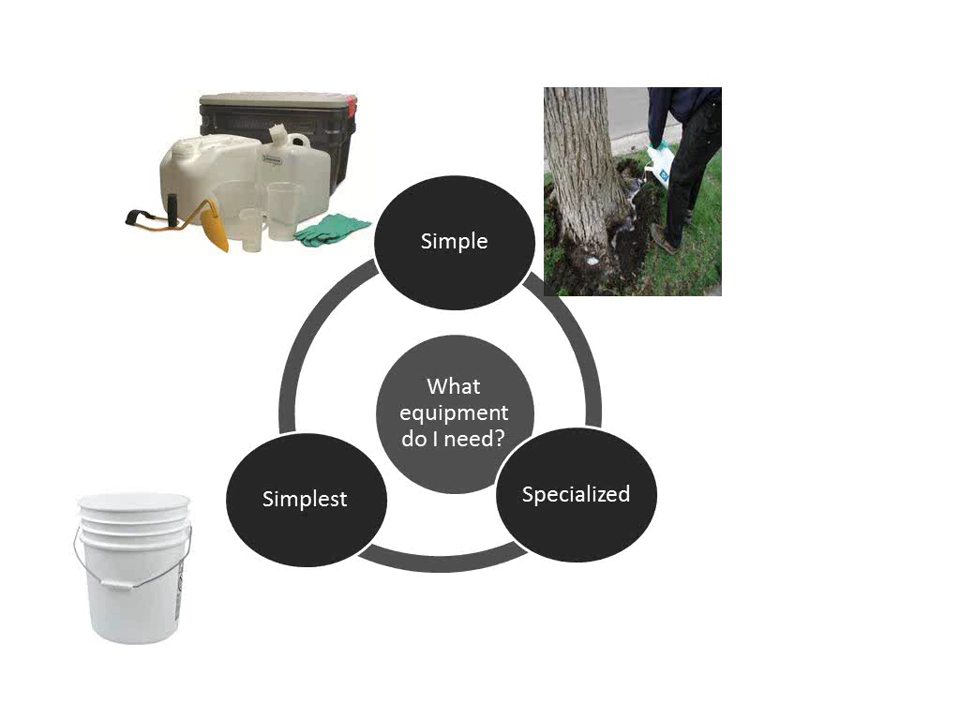 Simple
What
equipment
do I need?
Simplest
Specialized